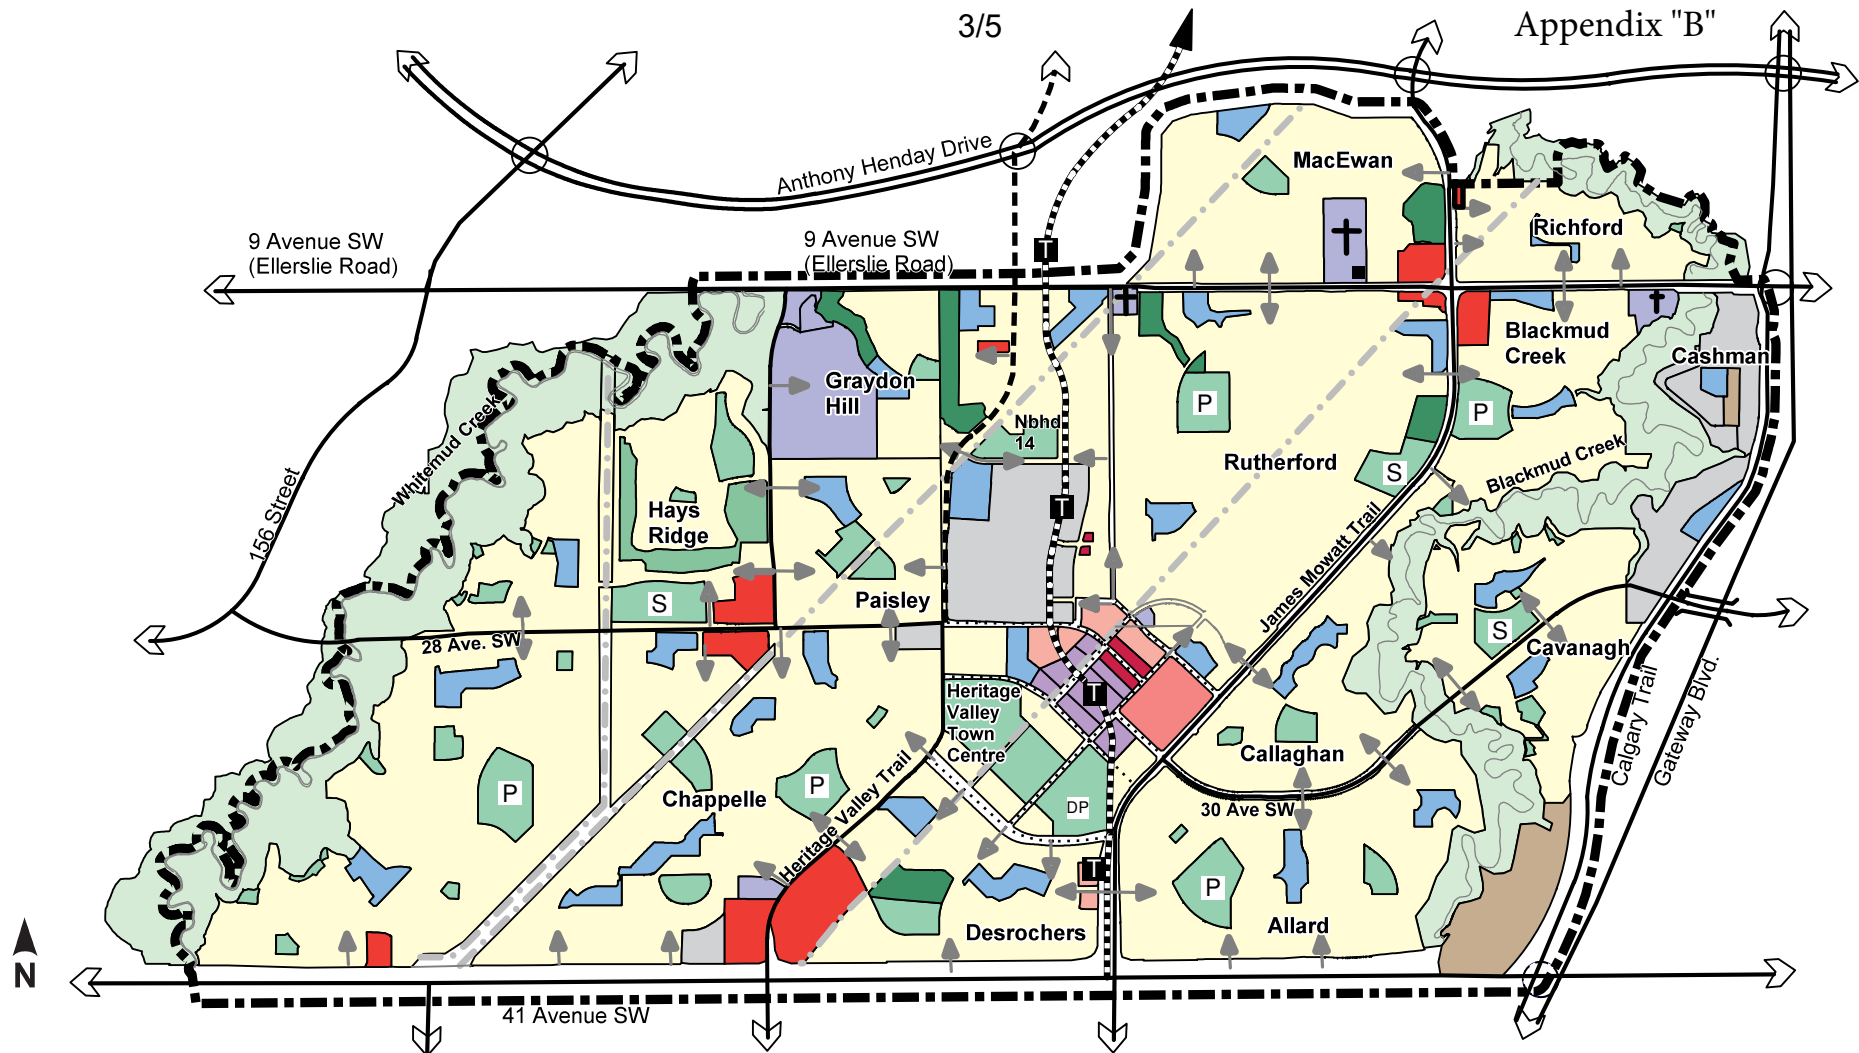 3/5
Appendix "B"
Anthony Henday Drive
MacEwan
9 Avenue SW
(Ellerslie Road)
9 Avenue SW
(Ellerslie Road)
T
Richford
Blackmud
Creek
Cashman
Graydon
Hill
Nbhd
14
P
P
Whitemud Creek
Rutherford
S
Blackmud Creek
156 Street
Hays
Ridge
T
James Mowatt Trail
S
Paisley
S
Cavanagh
28 Ave. SW
Heritage
Valley
Town
Centre
T
Calgary Trail
Gateway Blvd.
Callaghan
P
Chappelle
P
Heritage Valley Trail
DP
30 Ave SW
T
P
Desrochers
Allard
N
41 Avenue SW